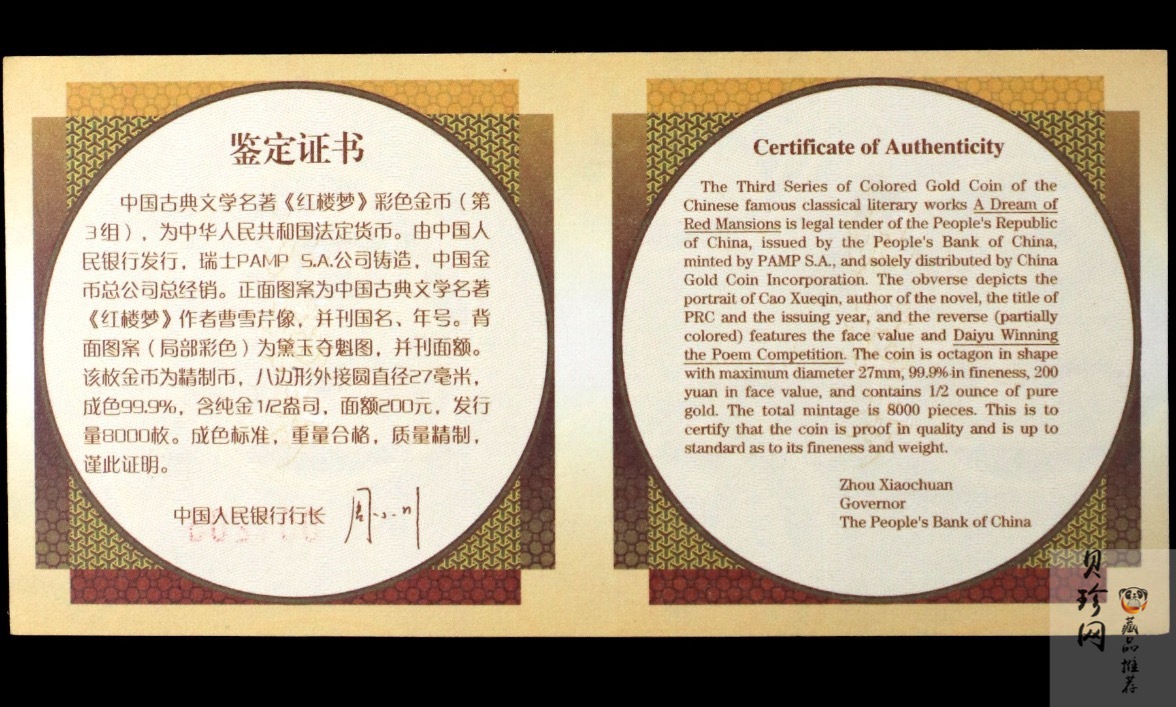 鉴定证书
中国古典文学名著《红楼梦》彩色金币（第
3组），为中华人民共和国法定货币。由中国人
民银行发行，瑞士PAMP S.A.公司铸造，中国金
币总公司总经销。正面图案为中国古典文学名著
《红楼梦》作者曹雪芹像，并刊国名、年号。背
面图案（局部彩色）为黛玉夺魁图，并刊面额。
该枚金币为精制币，八边形外接圆直径27毫米，
成色99.9%，含纯金1/2盎司，面额200元，发行
量8000枚。成色标准，重量合格，质量精制，
谨此证明。
中国人民银行行长 周小川
Certificate of Authenticity
The Third Series of Colored Gold Coin of the
Chinese famous classical literary works A Dream of
Red Mansions is legal tender of the People's Republic
of China, issued by the People's Bank of China,
minted by PAMP S.A., and solely distributed by China
Gold Coin Incorporation. The obverse depicts the
portrait of Cao Xueqin, author of the novel, the title of
PRC and the issuing year, and the reverse (partially
colored) features the face value and Daiyu Winning
the Poem Competition. The coin is octagon in shape
with maximum diameter 27mm, 99.9% in fineness, 200
yuan in face value, and contains 1/2 ounce of pure
gold. The total mintage is 8000 pieces. This is to
certify that the coin is proof in quality and is up to
standard as to its fineness and weight.
Zhou Xiaochuan
Governor
The People's Bank of China
贝珍网
藏品推荐